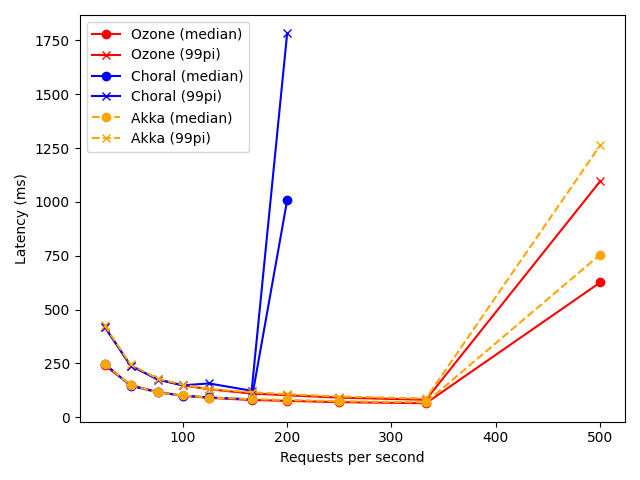 Ozone (median)
Ozone (99pi)
Choral (median)
Choral (99pi)
Akka (median)
Akka (99pi)
Latency (ms)
1750
1500
1250
1000
750
500
250
0
100 200 300 400 500
Requests per second